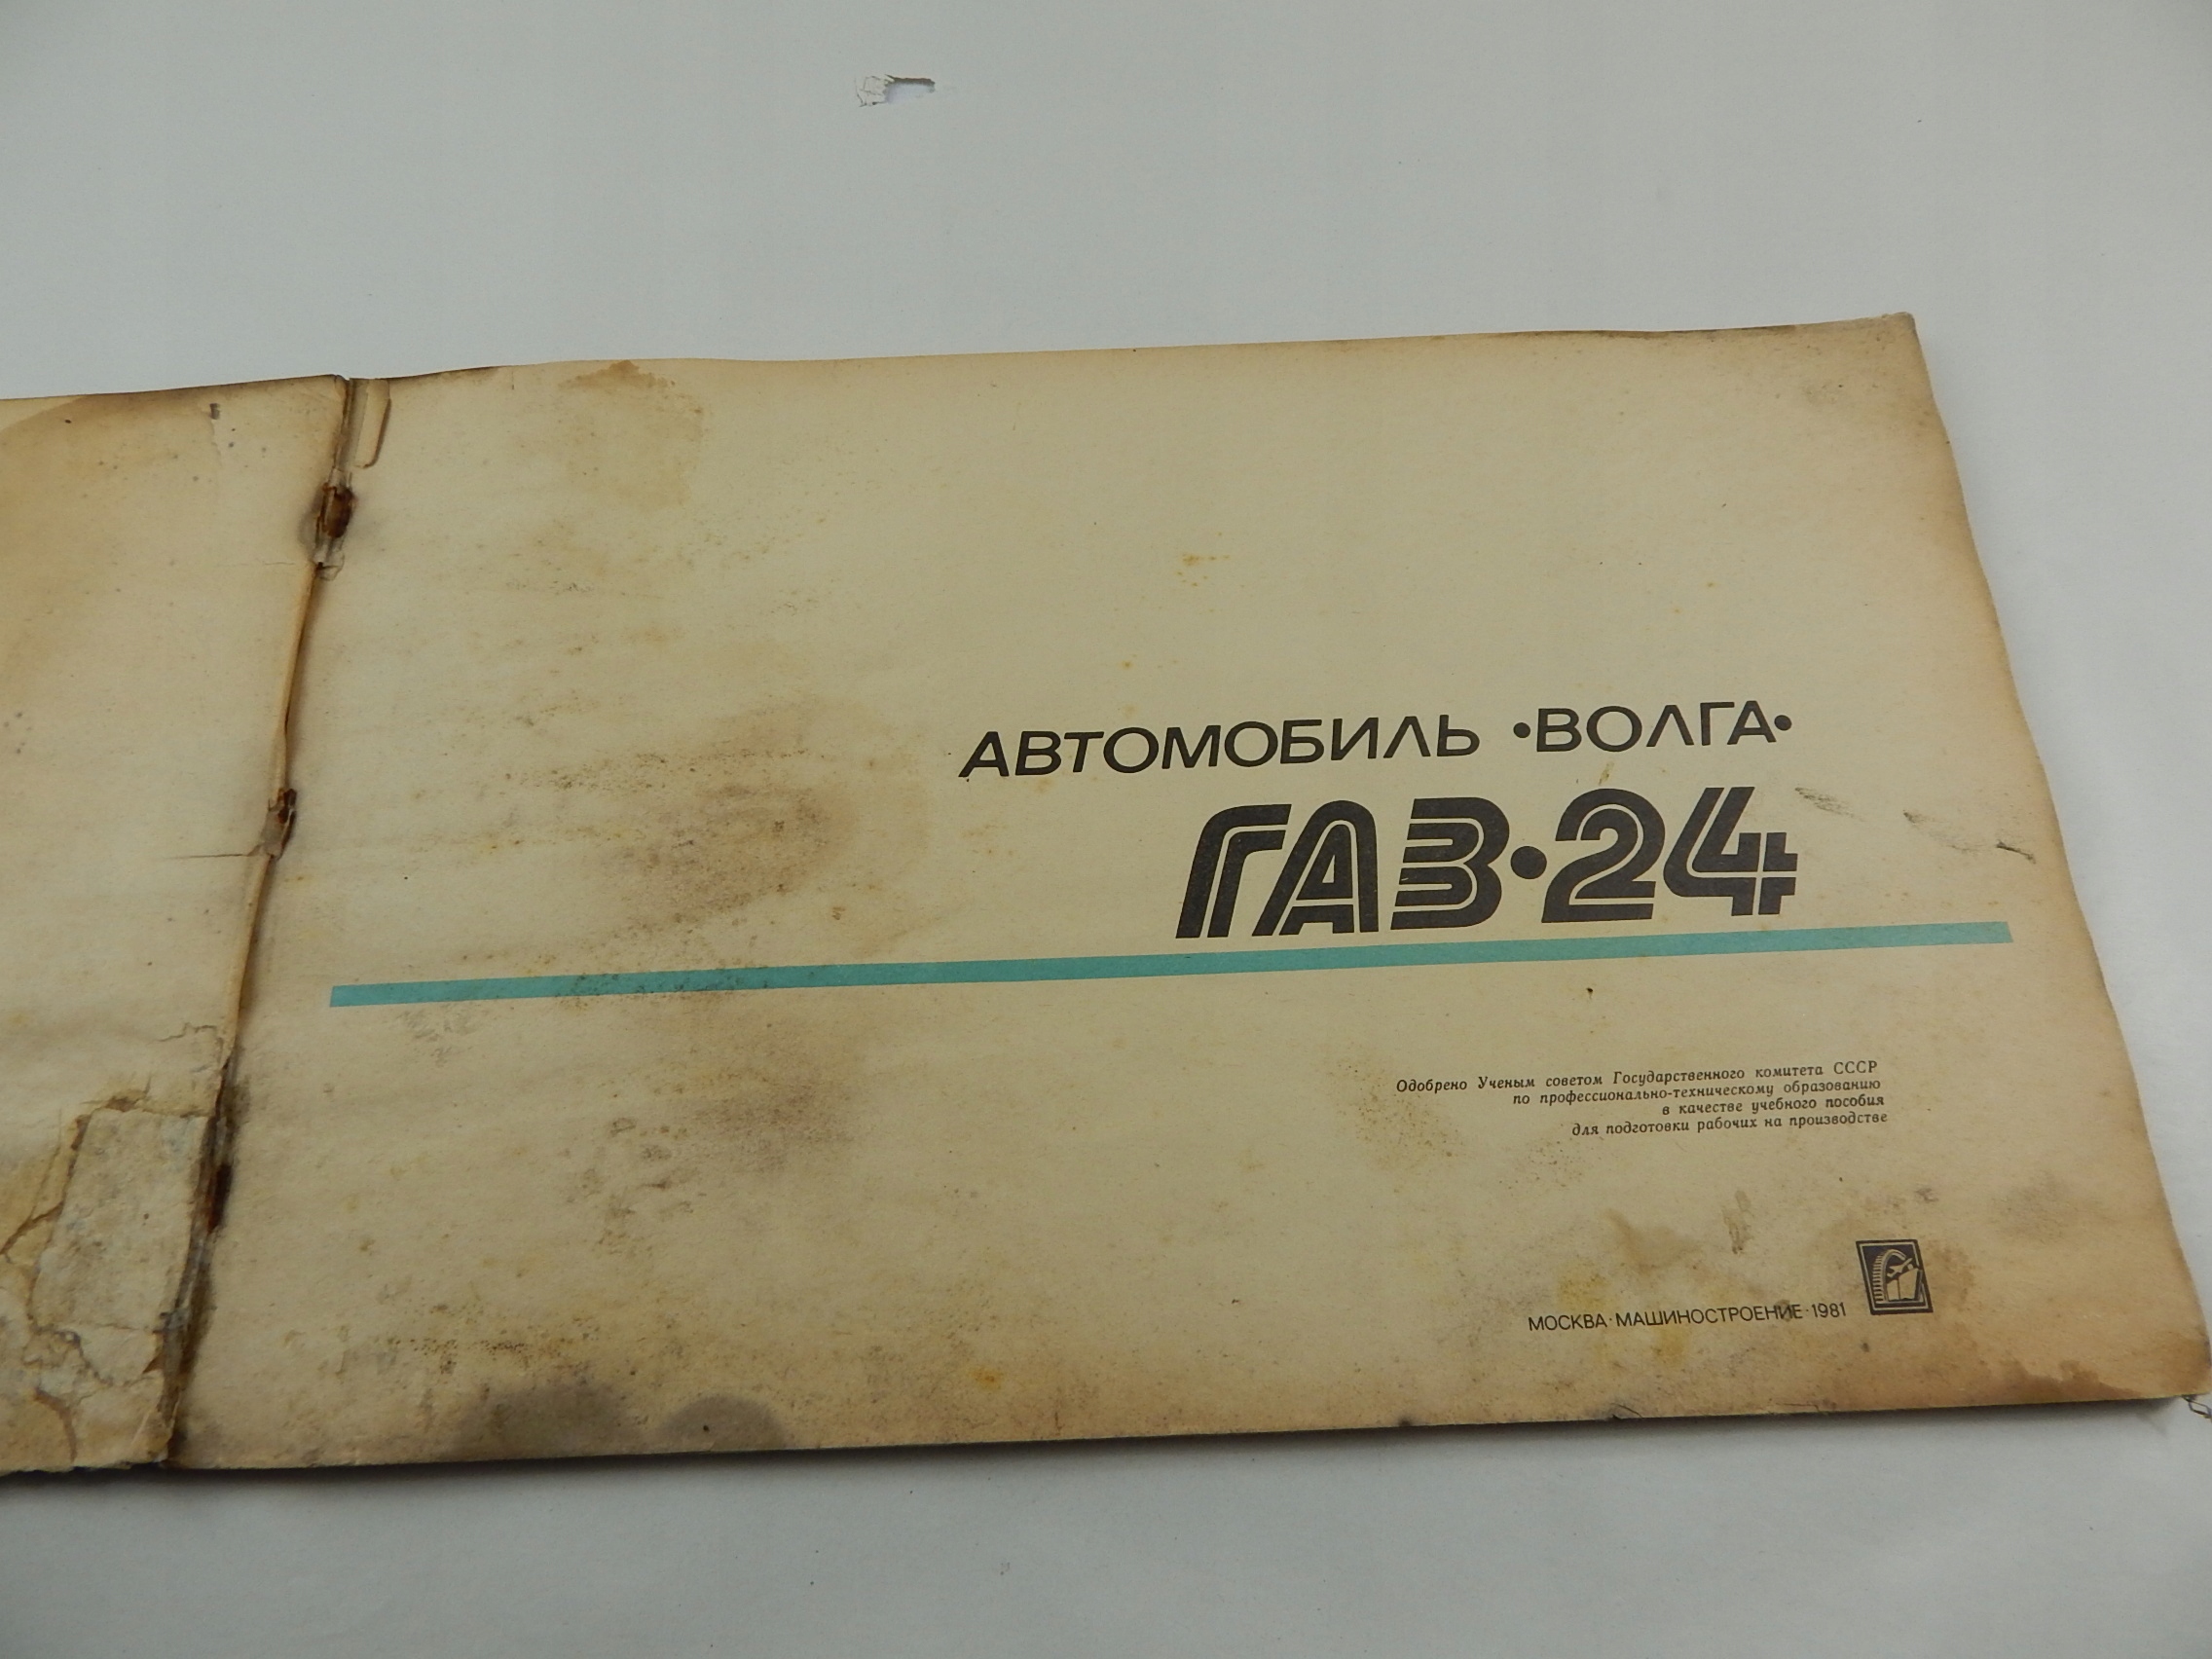 АВТОМОБИЛЬ •ВОЛГА•
ГАЗ•24
Одобрено Ученым советом Государственного комитета СССР
по профессионально-техническому образованию
в качестве учебного пособия
для подготовки рабочих на производстве
МОСКВА·МАШИНОСТРОЕНИЕ·1981